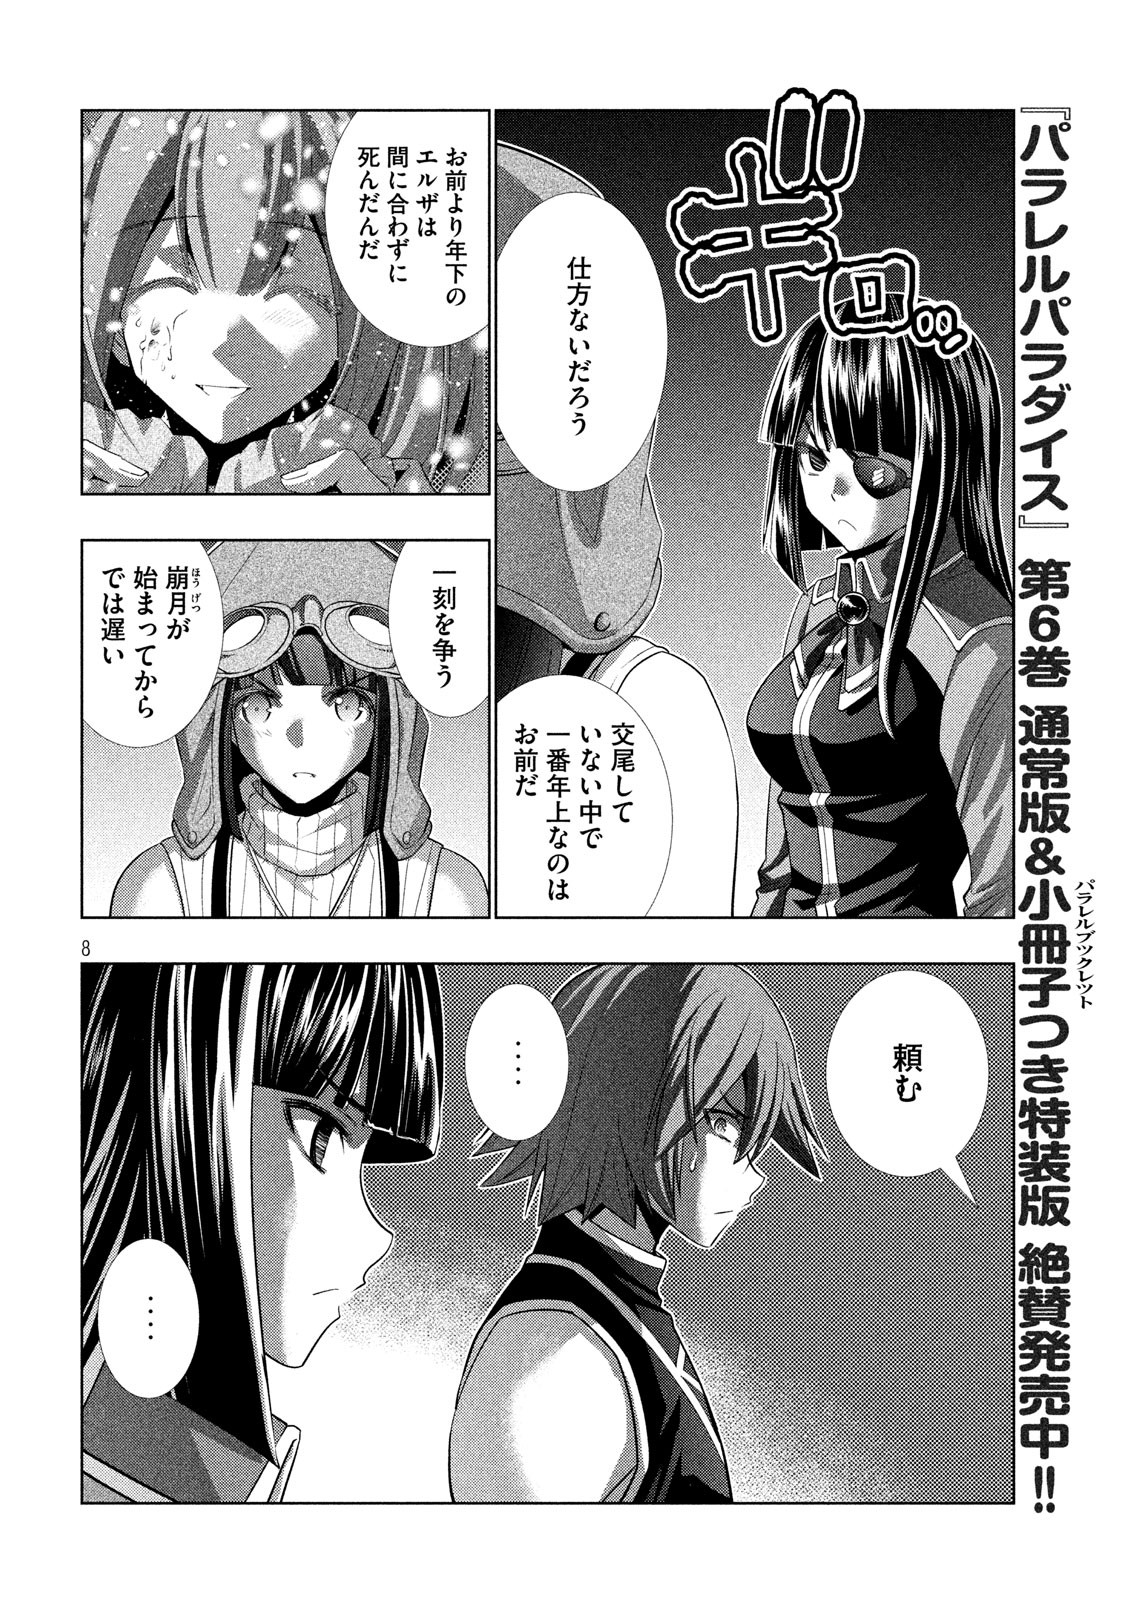 『パラレルパラダイス』第6巻 通常版&小冊子つき特装版 絶賛発売中!!
パラレルブックレット
ギロ
仕方ないだろう
交尾して
いない中で
一番年上なのは
お前だ
お前より年下の
エルザは
間に合わずに
死んだんだ
一刻を争う
崩月が
ほうげつ
始まってから
では遅い
8
頼む
‥‥
‥‥